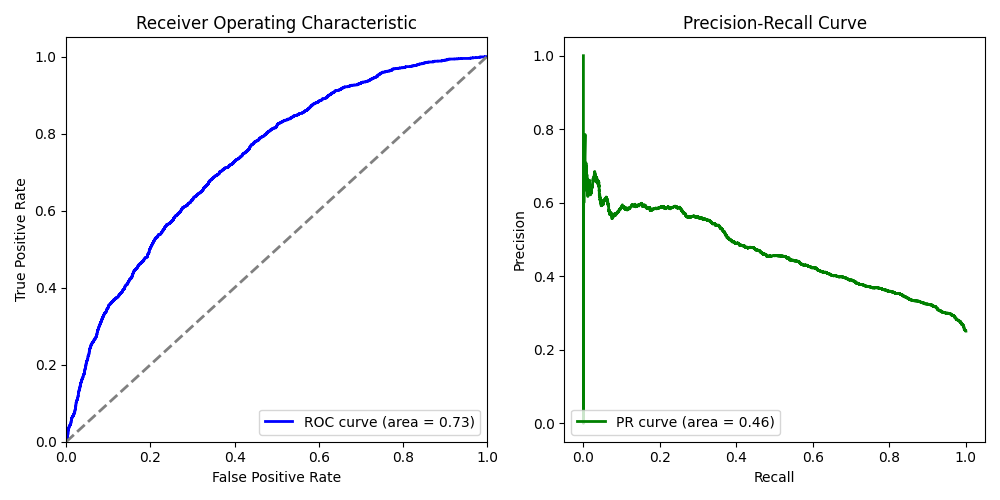 Receiver Operating Characteristic
True Positive Rate
1.0
0.8
0.6
0.4
0.2
0.0
0.0 0.2 0.4 0.6 0.8 1.0
False Positive Rate
ROC curve (area = 0.73)
Precision-Recall Curve
Precision
1.0
0.8
0.6
0.4
0.2
0.0
0.0 0.2 0.4 0.6 0.8 1.0
Recall
PR curve (area = 0.46)